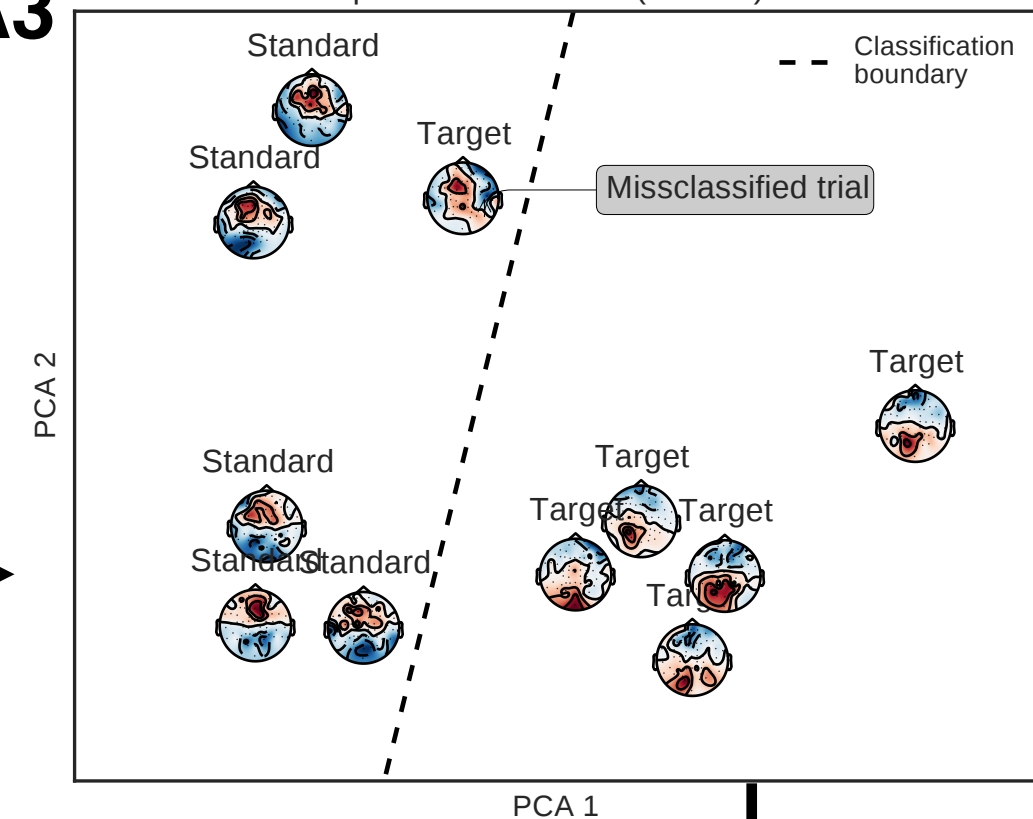 A3
Standard
Classification
boundary
Target
Standard
Missclassified trial
PCA 2
Target
Target
Standard
Target
Target
Standard
Standard
PCA 1